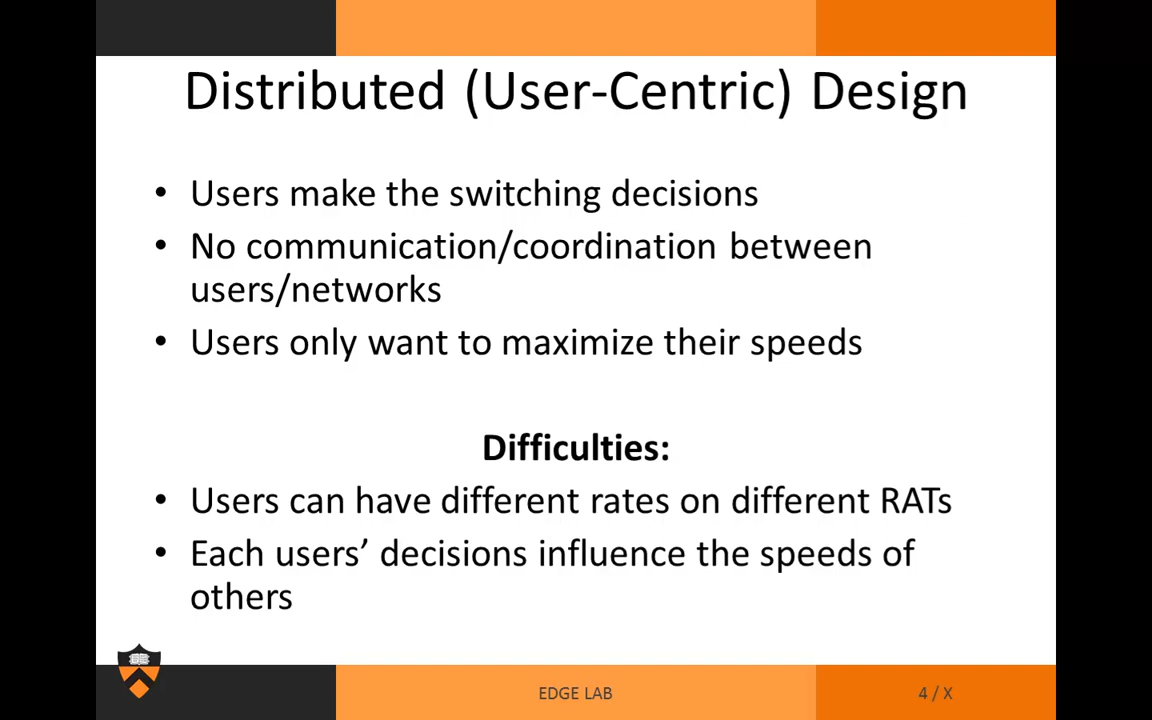 Distributed (User-Centric) Design
• Users make the switching decisions
• No communication/coordination between
users/networks
• Users only want to maximize their speeds
Difficulties:
• Users can have different rates on different RATs
• Each users’ decisions influence the speeds of
others
EDGE LAB
4 / X